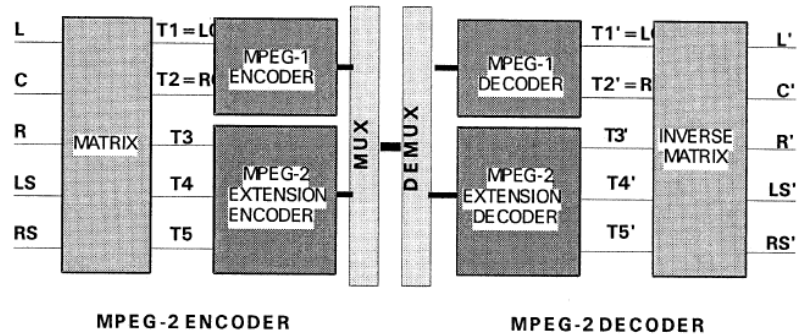 L
C
R
LS
RS
MATRIX
T1=L
T2=R
T3
T4
T5
MPEG-1
ENCODER
MPEG-2
EXTENSION
ENCODER
MUX
DEMUX
MPEG-1
DECODER
MPEG-2
EXTENSION
DECODER
T1'=L
T2'=R
T3'
T4'
T5'
INVERSE
MATRIX
L'
C'
R'
LS'
RS'
MPEG-2 ENCODER
MPEG-2 DECODER